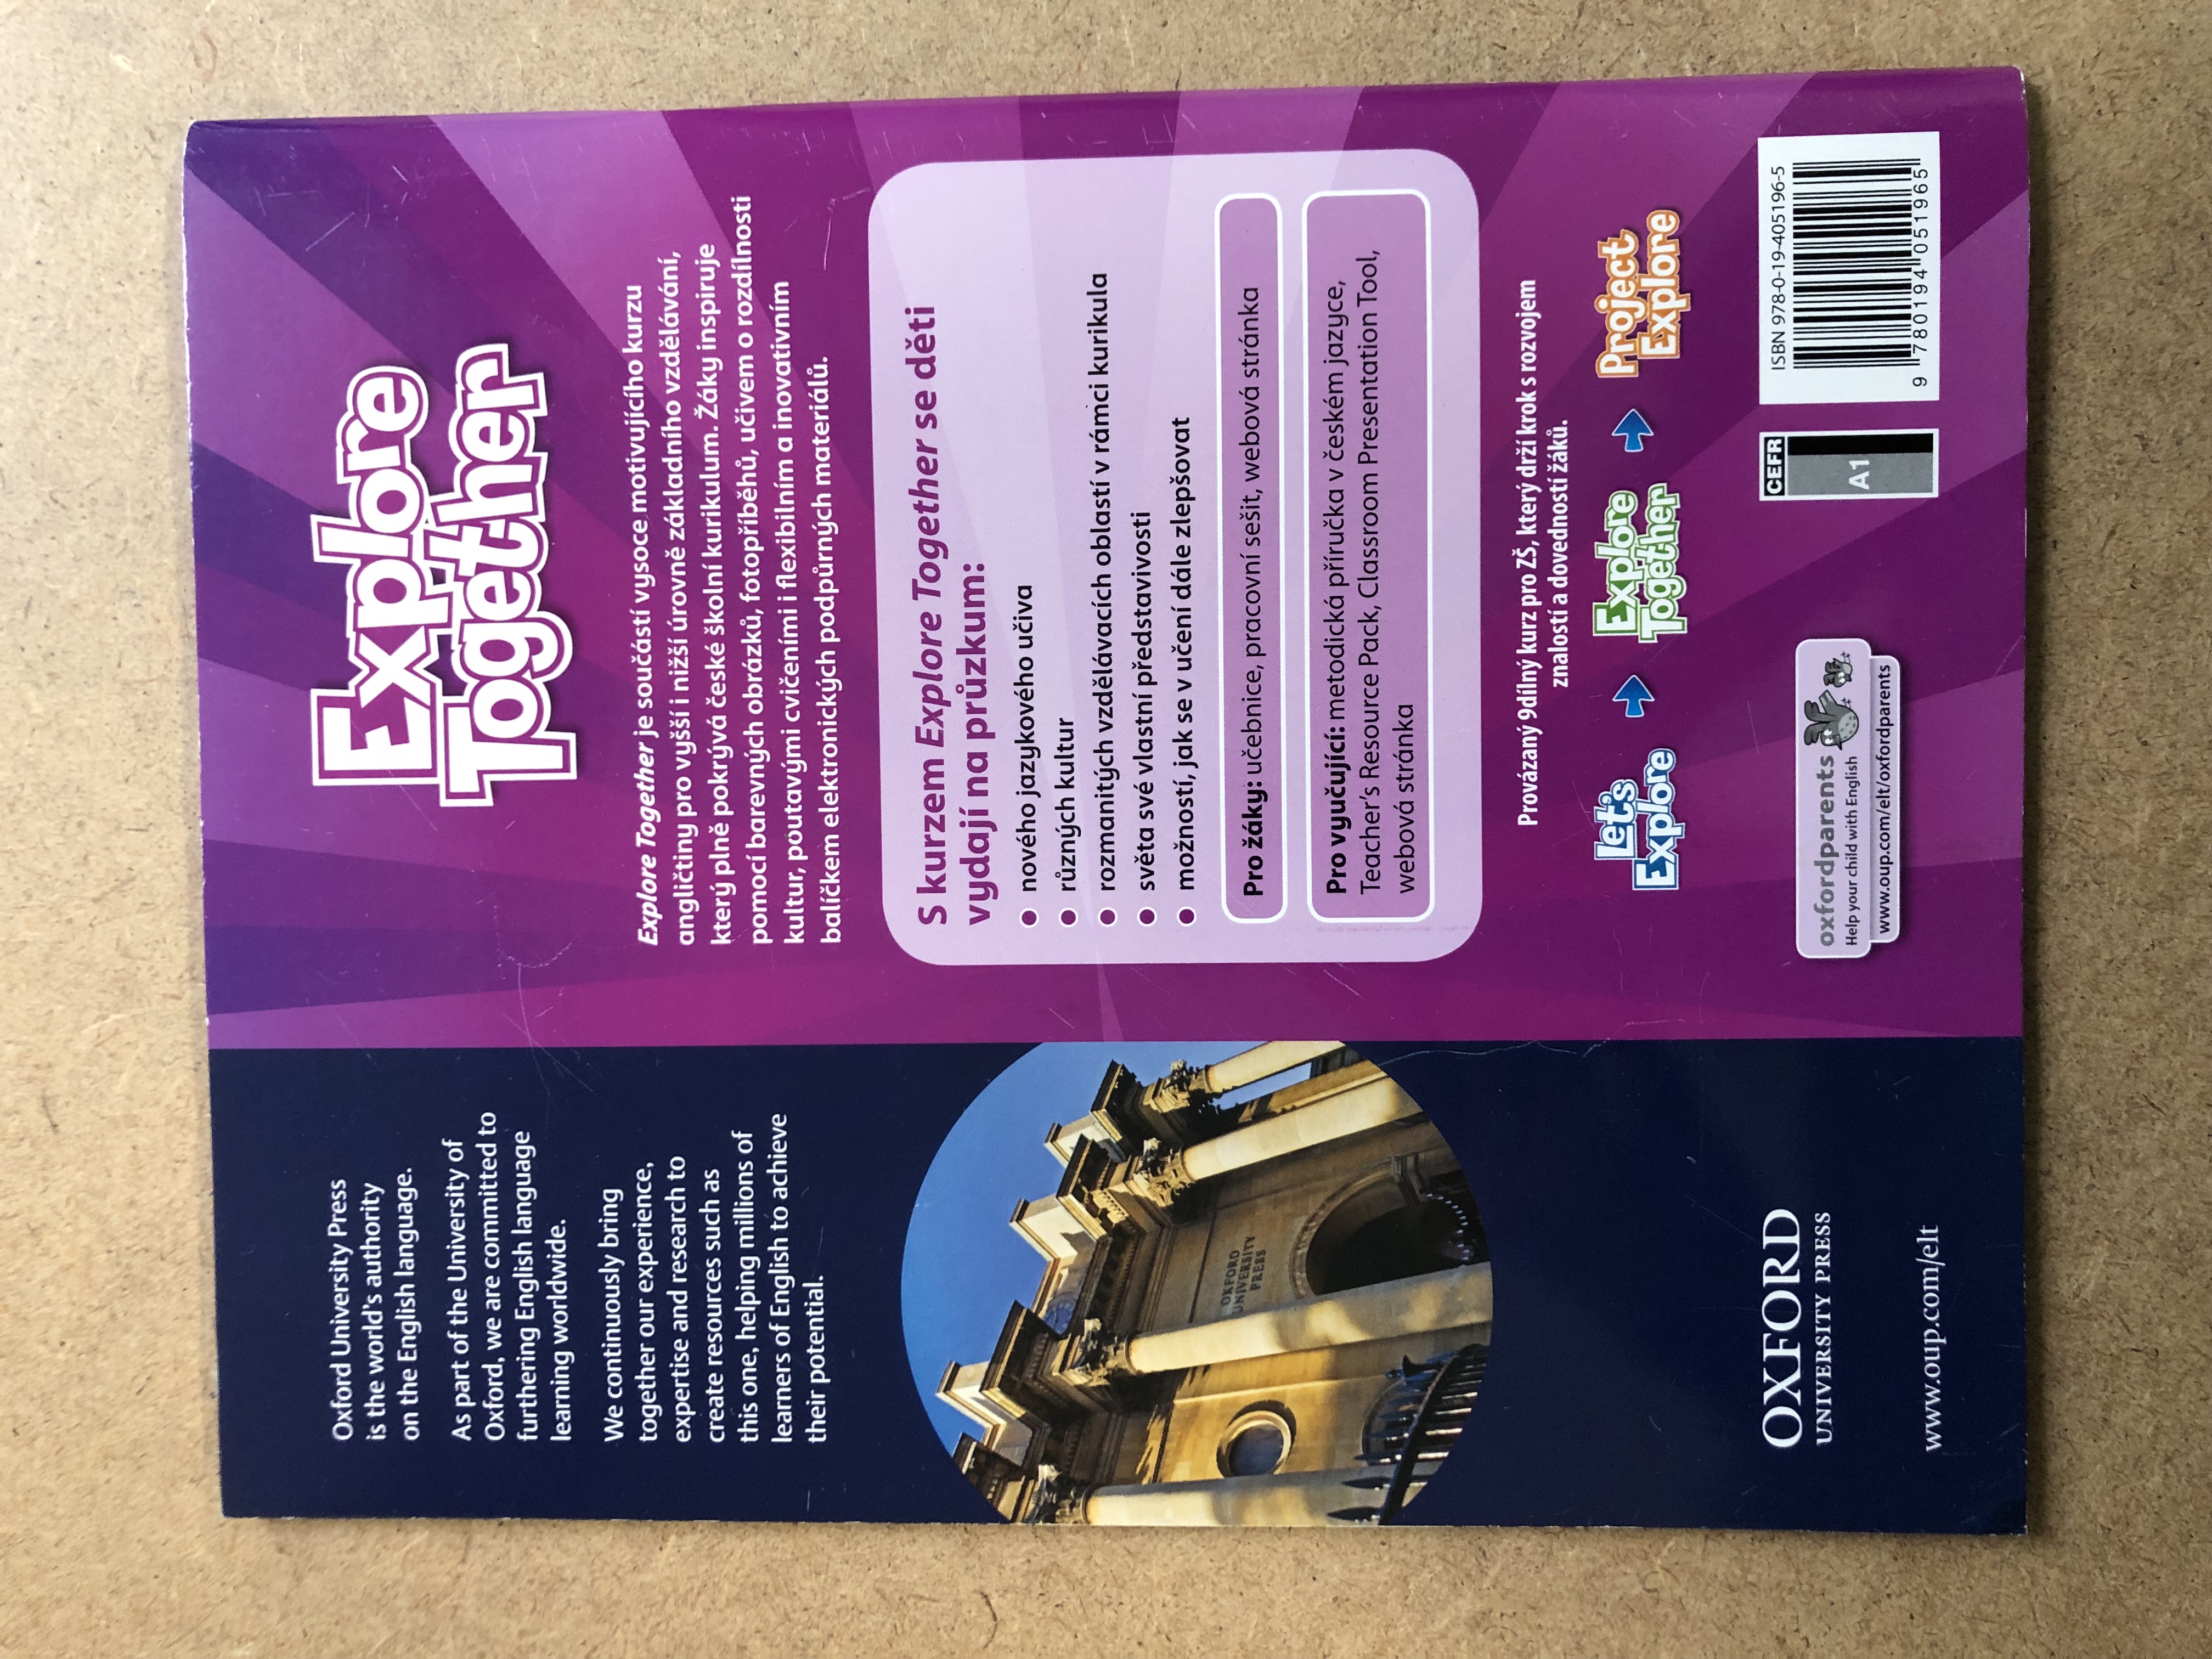 Oxford University Press
is the world's authority
on the English language.
As part of the University of
Oxford, we are committed to
furthering English language
learning worldwide.
We continuously bring
together our experience,
expertise and research to
create resources such as
this one, helping millions of
learners of English to achieve
their potential.
OXFORD
UNIVERSITY
PRESS
OXFORD
UNIVERSITY PRESS
www.oup.com/elt
Explore
Together
Explore Together je součástí vysoce motivujícího kurzu
angličtiny pro vyšší i nižší úrovně základního vzdělávání,
který plně pokrývá české školní kurikulum. Žáky inspiruje
pomocí barevných obrázků, fotopříběhů, učivem o rozdílnosti
kultur, poutavými cvičeními i flexibilním a inovativním
balíčkem elektronických podpůrných materiálů.
S kurzem Explore Together se děti
vydají na průzkum:
• nového jazykového učiva
• různých kultur
• rozmanitých vzdělávacích oblastí v rámci kurikula
• světa své vlastní představivosti
• možností, jak se v učení dále zlepšovat
Pro žáky: učebnice, pracovní sešit, webová stránka
Pro vyučující: metodická příručka v českém jazyce,
Teacher's Resource Pack, Classroom Presentation Tool,
webová stránka
Provázaný 9dílný kurz pro ZŠ, který drží krok s rozvojem
znalostí a dovedností žáků.
Let's
Explore
Explore
Together
Project
Explore
oxfordparents
Help your child with English
www.oup.com/elt/oxfordparents
CEFR
A1
ISBN 978-0-19-405196-5
9 780194 051965